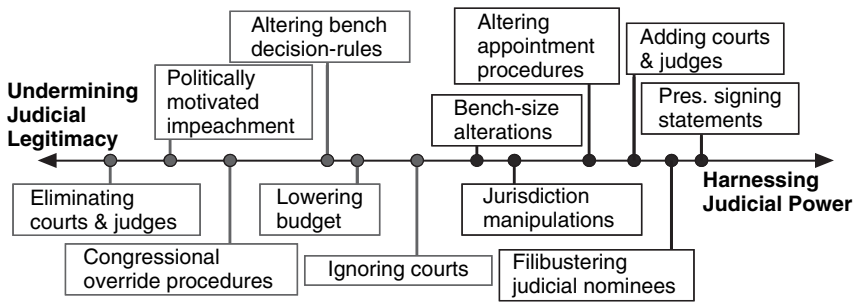 Altering bench
decision-rules
Altering
appointment
procedures
Adding courts
& judges
Politically
motivated
impeachment
Undermining
Judicial
Legitimacy
Bench-size
alterations
Pres. signing
statements
Eliminating
courts & judges
Lowering
budget
Jurisdiction
manipulations
Harnessing
Judicial Power
Congressional
override procedures
Ignoring courts
Filibustering
judicial nominees